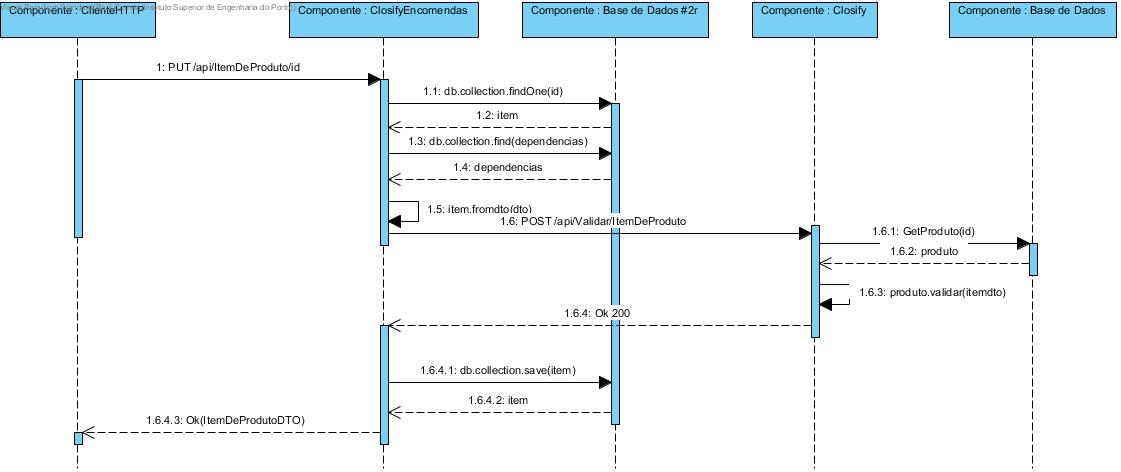 Instituto Superior de Engenharia do Porto)
Componente : ClienteHTTP
Componente : ClosifyEncomendas
Componente : Base de Dados #2r
Componente : Closify
Componente : Base de Dados
1: PUT /api/ItemDeProduto/id
1.1: db.collection.findOne(id)
1.2: item
1.3: db.collection.find(dependencias)
1.4: dependencias
1.5: item.fromdto(dto)
1.6: POST /api/Validar/ItemDeProduto
1.6.1: GetProduto(id)
1.6.2: produto
1.6.3: produto.validar(itemdto)
1.6.4: Ok 200
1.6.4.1: db.collection.save(item)
1.6.4.2: item
1.6.4.3: Ok(ItemDeProdutoDTO)